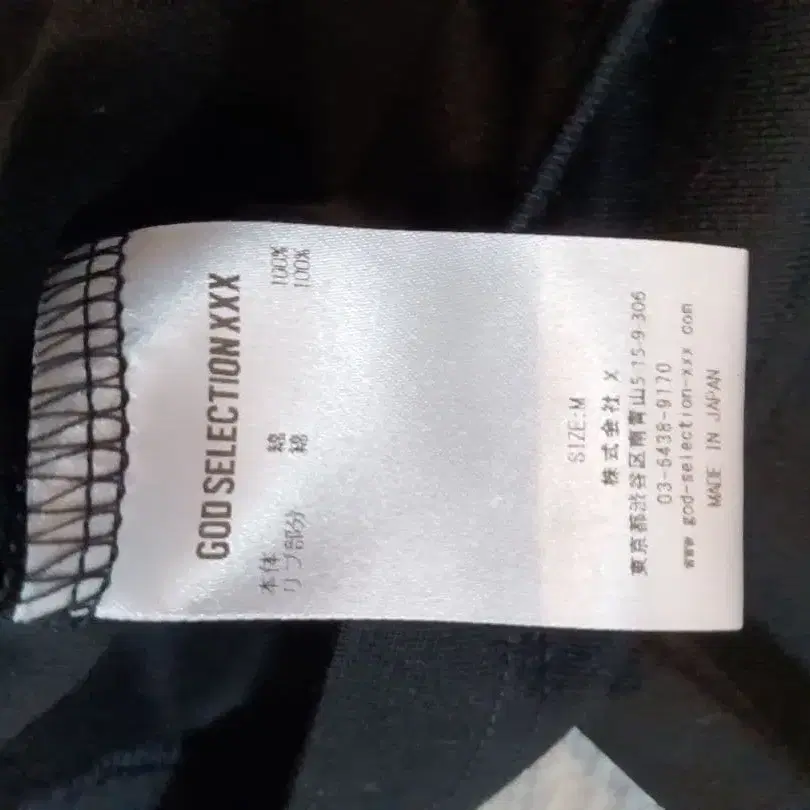 GOD SELECTION XXX
本体 綿 100%
リブ部分 綿 100%
SIZE:M
株式会社 X
東京都渋谷区南青山5-15-9-306
03-6438-9170
www god-selection-xxx com
MADE IN JAPAN